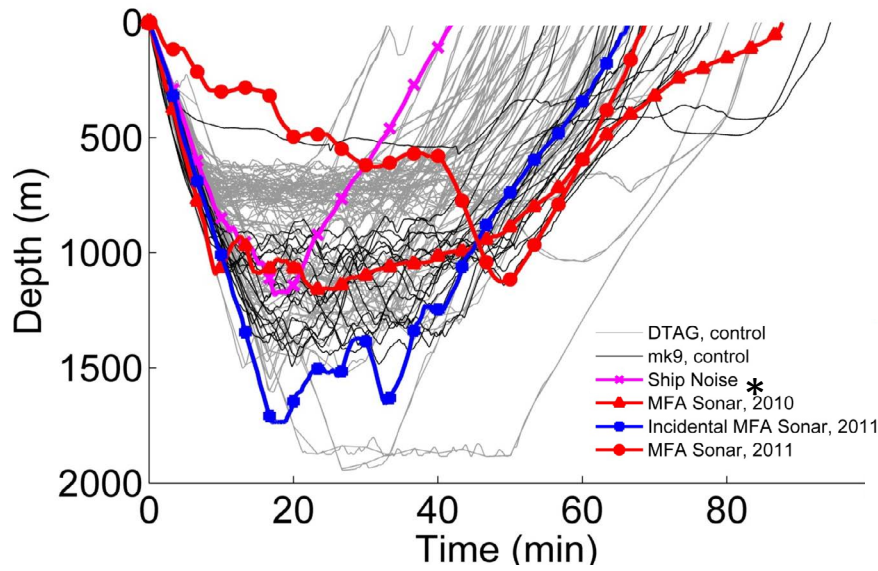 0
500
1000
1500
2000
Depth (m)
DTAG, control
mk9, control
Ship Noise *
MFA Sonar, 2010
Incidental MFA Sonar, 2011
MFA Sonar, 2011
0 20 40 60 80 100
Time (min)